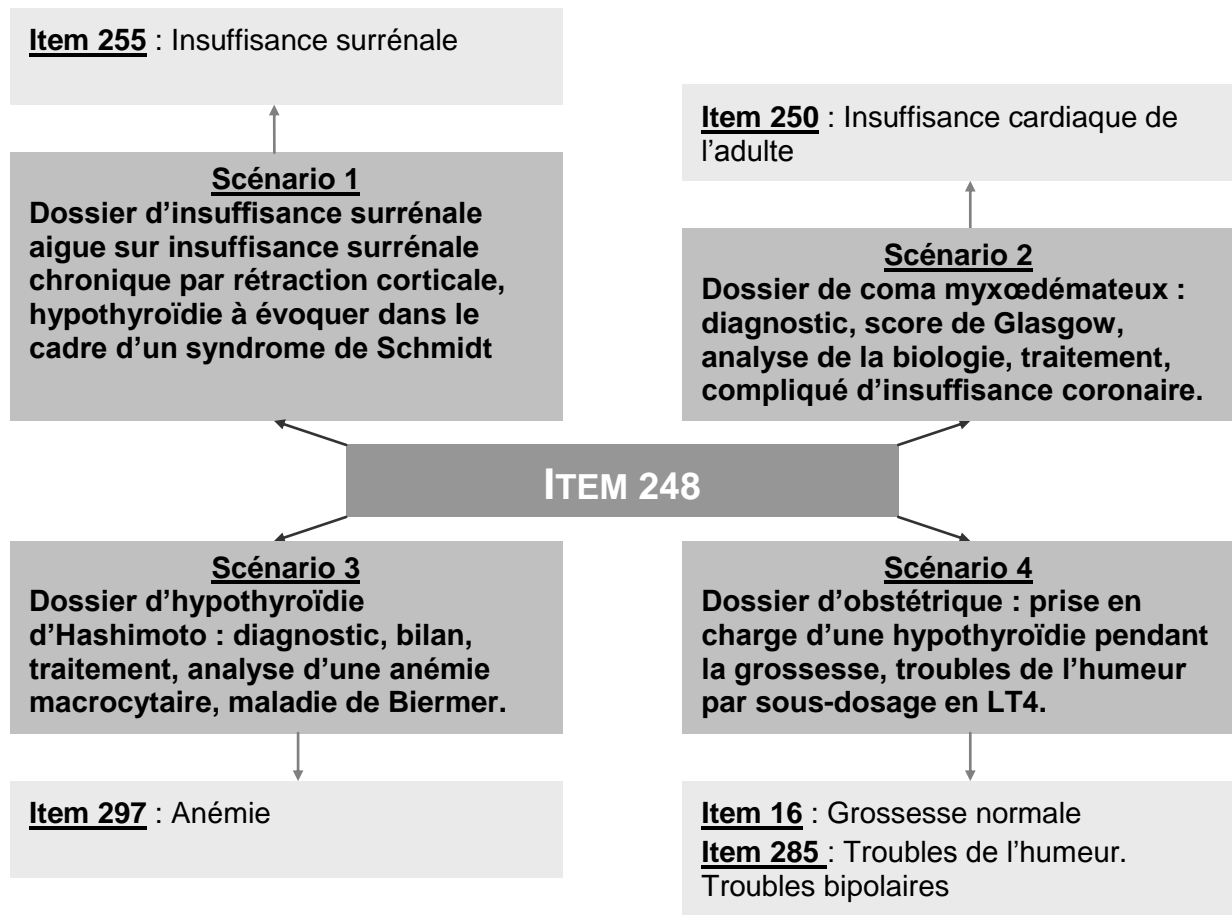 Item 255 : Insuffisance surrénale
Scénario 1
Dossier d'insuffisance surrénale
aigue sur insuffisance surrénale
chronique par rétraction corticale,
hypothyroïdie à évoquer dans le
cadre d'un syndrome de Schmidt
Item 250 : Insuffisance cardiaque de
l'adulte
Scénario 2
Dossier de coma myxœdémateux :
diagnostic, score de Glasgow,
analyse de la biologie, traitement,
compliqué d'insuffisance coronaire.
ITEM 248
Scénario 3
Dossier d'hypothyroïdie
d'Hashimoto : diagnostic, bilan,
traitement, analyse d'une anémie
macrocytaire, maladie de Biermer.
Item 297 : Anémie
Scénario 4
Dossier d'obstétrique : prise en
charge d'une hypothyroïdie pendant
la grossesse, troubles de l'humeur
par sous-dosage en LT4.
Item 16 : Grossesse normale
Item 285 : Troubles de l'humeur.
Troubles bipolaires